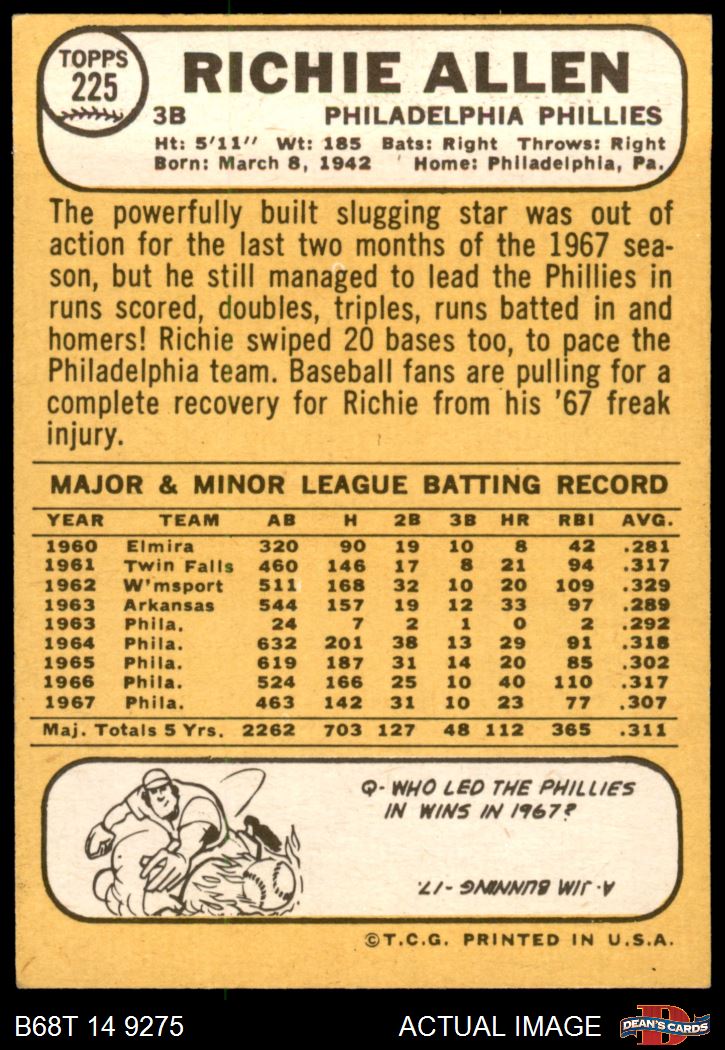 TOPPS
225
RICHIE ALLEN
3B PHILADELPHIA PHILLIES
Ht: 5'11" Wt: 185 Bats: Right Throws: Right
Born: March 8, 1942 Home: Philadelphia, Pa.
The powerfully built slugging star was out of
action for the last two months of the 1967 sea-
son, but he still managed to lead the Phillies in
runs scored, doubles, triples, runs batted in and
homers! Richie swiped 20 bases too, to pace the
Philadelphia team. Baseball fans are pulling for a
complete recovery for Richie from his '67 freak
injury.
MAJOR & MINOR LEAGUE BATTING RECORD
YEAR TEAM AB H 2B 3B HR RBI AVG.
1960 Elmira 320 90 19 10 8 42 .281
1961 Twin Falls 460 146 17 8 21 94 .317
1962 W'msport 511 168 32 10 20 109 .329
1963 Arkansas 544 157 19 12 33 97 .289
1963 Phila. 24 7 2 1 0 2 .292
1964 Phila. 632 201 38 13 29 91 .318
1965 Phila. 619 187 31 14 20 85 .302
1966 Phila. 524 166 25 10 40 110 .317
1967 Phila. 463 142 31 10 23 77 .307
Maj. Totals 5 Yrs. 2262 703 127 48 112 365 .311
Q- WHO LED THE PHILLIES
IN WINS IN 1967?
A. JIM BUNNING -17.
©T.C.G. PRINTED IN U.S.A.
B68T 14 9275 ACTUAL IMAGE
D
DEAN'S CARDS